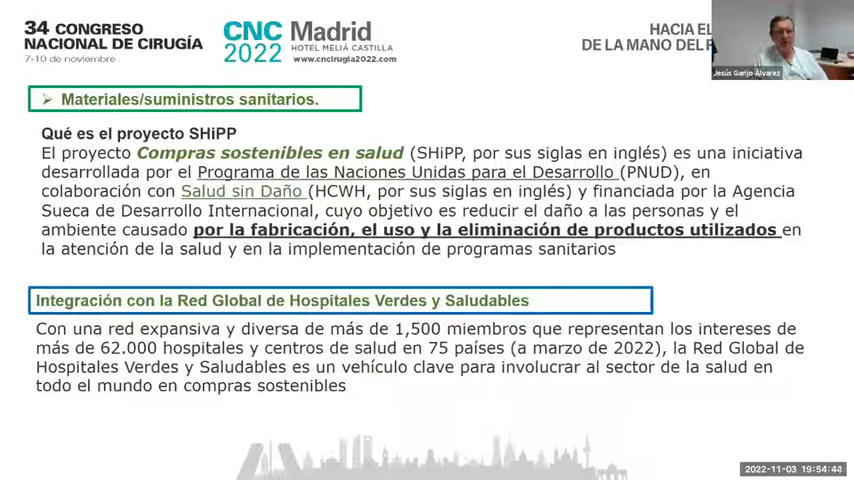 34 CONGRESO
NACIONAL DE CIRUGÍA
7-10 de noviembre
CNC
2022
Madrid
HOTEL MELIÁ CASTILLA
www.cncirugia2022.com
HACIA EL
DE LA MANO DEL
Jesús Garijo Álvarez
➢ Materiales/suministros sanitarios.
Qué es el proyecto SHiPP
El proyecto Compras sostenibles en salud (SHiPP, por sus siglas en inglés) es una iniciativa
desarrollada por el Programa de las Naciones Unidas para el Desarrollo (PNUD), en
colaboración con Salud sin Daño (HCWH, por sus siglas en inglés) y financiada por la Agencia
Sueca de Desarrollo Internacional, cuyo objetivo es reducir el daño a las personas y el
ambiente causado por la fabricación, el uso y la eliminación de productos utilizados en
la atención de la salud y en la implementación de programas sanitarios
Integración con la Red Global de Hospitales Verdes y Saludables
Con una red expansiva y diversa de más de 1,500 miembros que representan los intereses de
más de 62.000 hospitales y centros de salud en 75 países (a marzo de 2022), la Red Global de
Hospitales Verdes y Saludables es un vehículo clave para involucrar al sector de la salud en
todo el mundo en compras sostenibles
2022-11-03 19:54:44